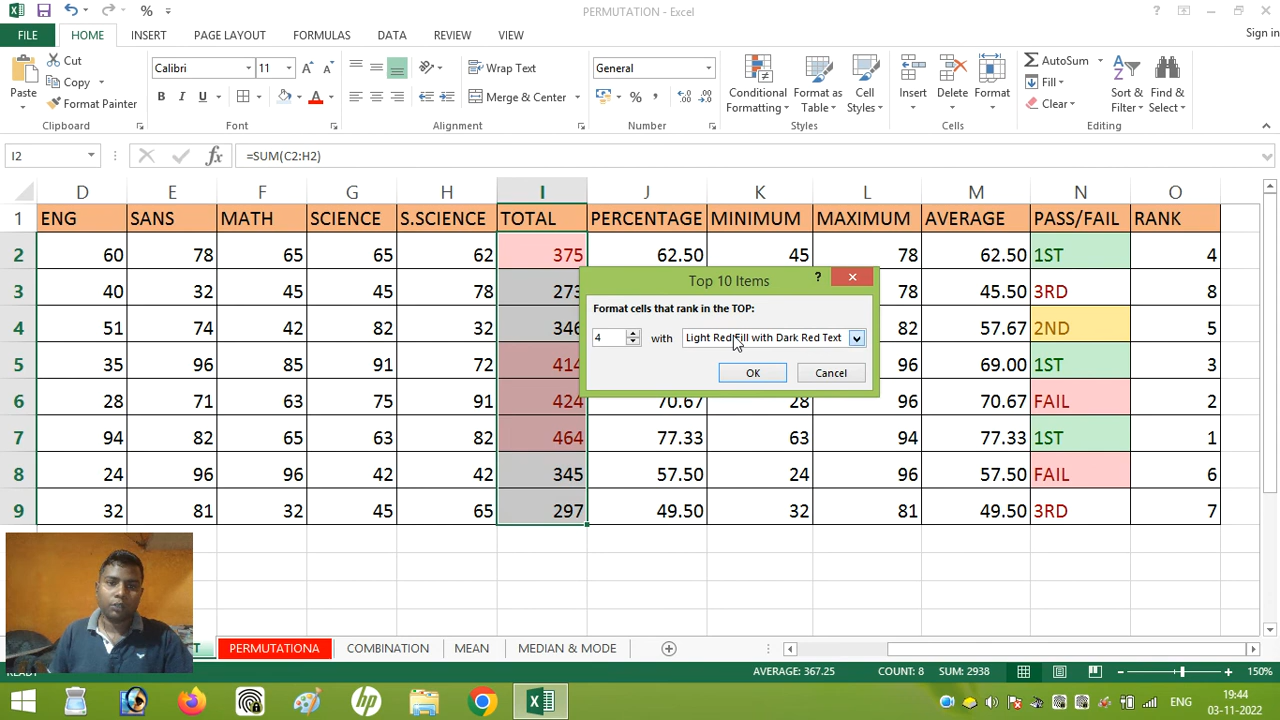 PERMUTATION - Excel
Sign in
FILE HOME INSERT PAGE LAYOUT FORMULAS DATA REVIEW VIEW
Paste
Cut
Copy
Format Painter
Clipboard
Calibri 11
B I U
Font
Wrap Text
Merge & Center
Alignment
General
Number
Conditional Formatting
Format as Table
Cell Styles
Styles
Insert Delete Format
Cells
AutoSum
Fill
Clear
Sort & Filter
Find & Select
Editing
I2 fx =SUM(C2:H2)
D E F G H I J K L M N O
1 ENG SANS MATH SCIENCE S.SCIENCE TOTAL PERCENTAGE MINIMUM MAXIMUM AVERAGE PASS/FAIL RANK
2 60 78 65 65 62 375 62.50 45 78 62.50 1ST 4
3 40 32 45 45 78 273 78 45.50 3RD 8
4 51 74 42 82 32 346 82 57.67 2ND 5
5 35 96 85 91 72 414 96 69.00 1ST 3
6 28 71 63 75 91 424 70.67 28 96 70.67 FAIL 2
7 94 82 65 63 82 464 77.33 63 94 77.33 1ST 1
8 24 96 96 42 42 345 57.50 24 96 57.50 FAIL 6
9 32 81 32 45 65 297 49.50 32 81 49.50 3RD 7
Top 10 Items
Format cells that rank in the TOP:
4 with Light Red Fill with Dark Red Text
OK Cancel
T PERMUTATIONA COMBINATION MEAN MEDIAN & MODE
AVERAGE: 367.25 COUNT: 8 SUM: 2938 150%
ENG
19:44
03-11-2022